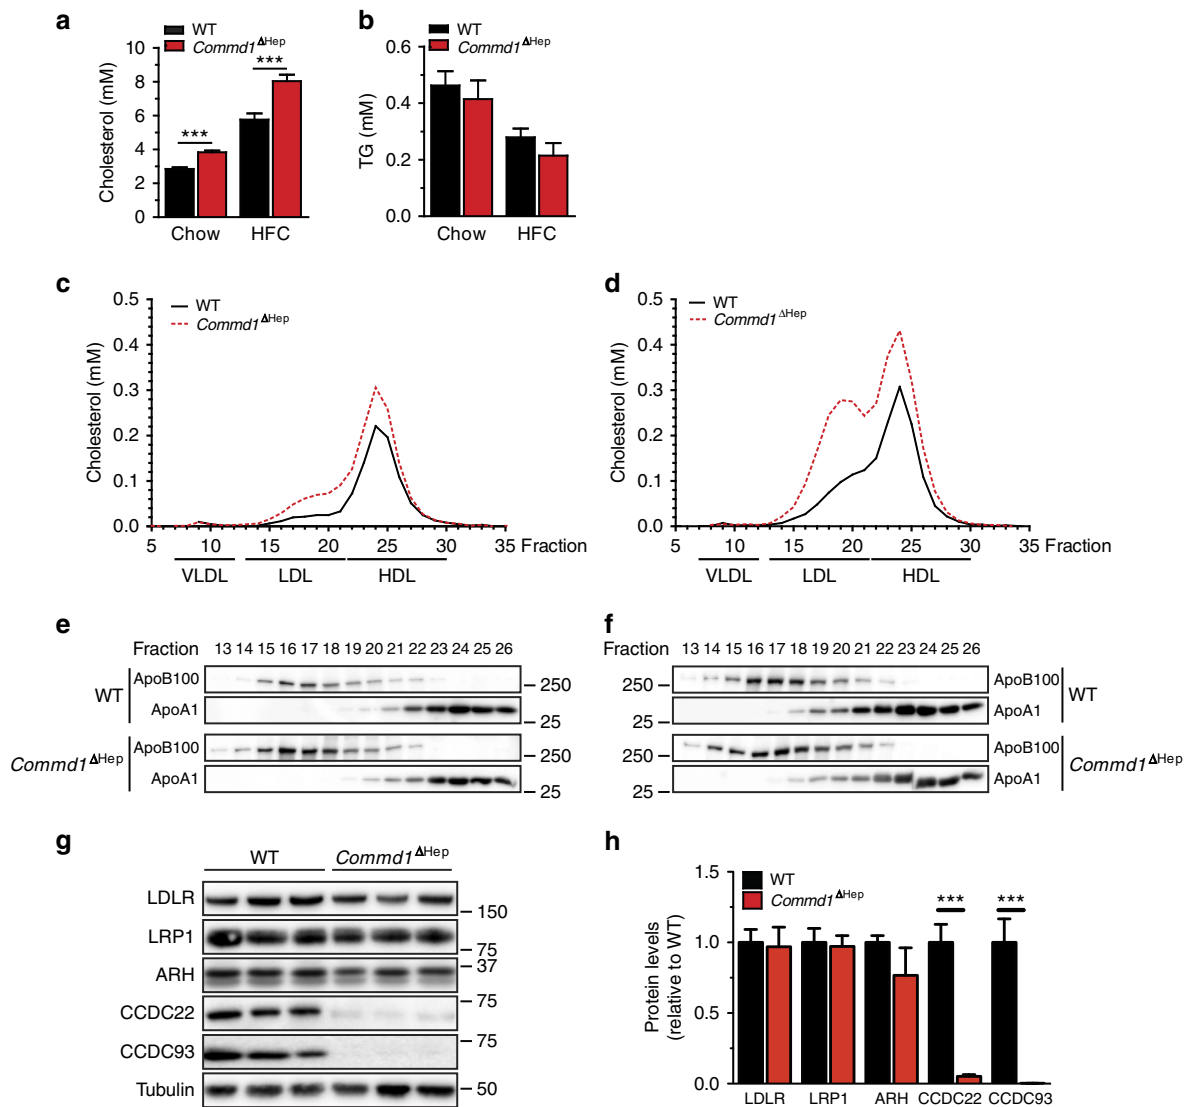 a
WT
Commd1ΔHep
Cholesterol (mM)
10
8
6
4
2
0
***
***
Chow
HFC
b
WT
Commd1ΔHep
TG (mM)
0.6
0.4
0.2
0.0
Chow
HFC
c
WT
Commd1ΔHep
Cholesterol (mM)
0.5
0.4
0.3
0.2
0.1
0.0
5 10 15 20 25 30 35 Fraction
VLDL LDL HDL
d
WT
Commd1ΔHep
Cholesterol (mM)
0.5
0.4
0.3
0.2
0.1
0.0
5 10 15 20 25 30 35 Fraction
VLDL LDL HDL
e
Fraction 13 14 15 16 17 18 19 20 21 22 23 24 25 26
WT
ApoB100
250
ApoA1
25
Commd1ΔHep
ApoB100
250
ApoA1
25
f
Fraction 13 14 15 16 17 18 19 20 21 22 23 24 25 26
250
ApoB100
WT
25
ApoA1
250
ApoB100
Commd1ΔHep
25
ApoA1
g
WT Commd1ΔHep
LDLR
150
LRP1
75
ARH
37
CCDC22
75
CCDC93
75
Tubulin
50
h
WT
Commd1ΔHep
Protein levels
(relative to WT)
1.5
1.0
0.5
0.0
***
***
LDLR LRP1 ARH CCDC22 CCDC93